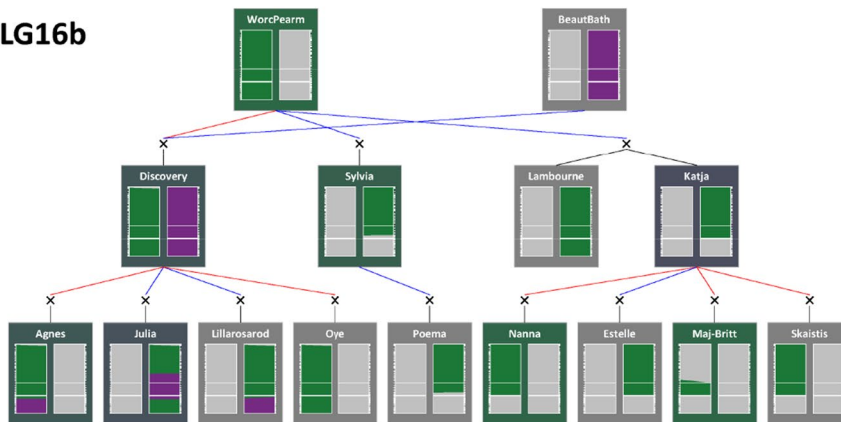 LG16b
WorcPearm
BeautBath
×
×
×
Discovery
Sylvia
Lambourne
Katja
×
×
×
×
×
×
×
×
×
Agnes
Julia
Lillarosarod
Oye
Poema
Nanna
Estelle
Maj-Britt
Skaistis